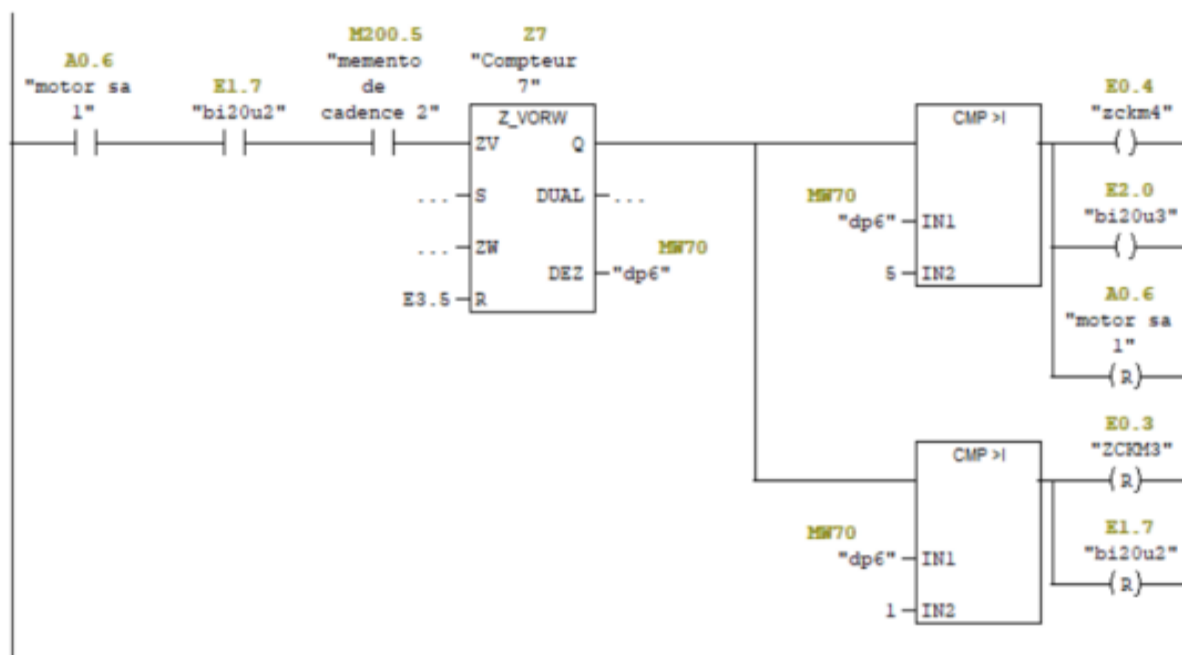 A0.6
"motor sa
1"
E1.7
"bi20u2"
M200.5
"memento
de
cadence 2"
Z7
"Compteur
7"
Z_VORW
ZV
Q
... S
DUAL ...
... ZW
MW70
DEZ "dp6"
E3.5 R
CMP >I
MW70
"dp6" IN1
5 IN2
E0.4
"zckm4"
( )
E2.0
"bi20u3"
( )
A0.6
"motor sa
1"
(R)
CMP >I
MW70
"dp6" IN1
1 IN2
E0.3
"ZCKM3"
(R)
E1.7
"bi20u2"
(R)